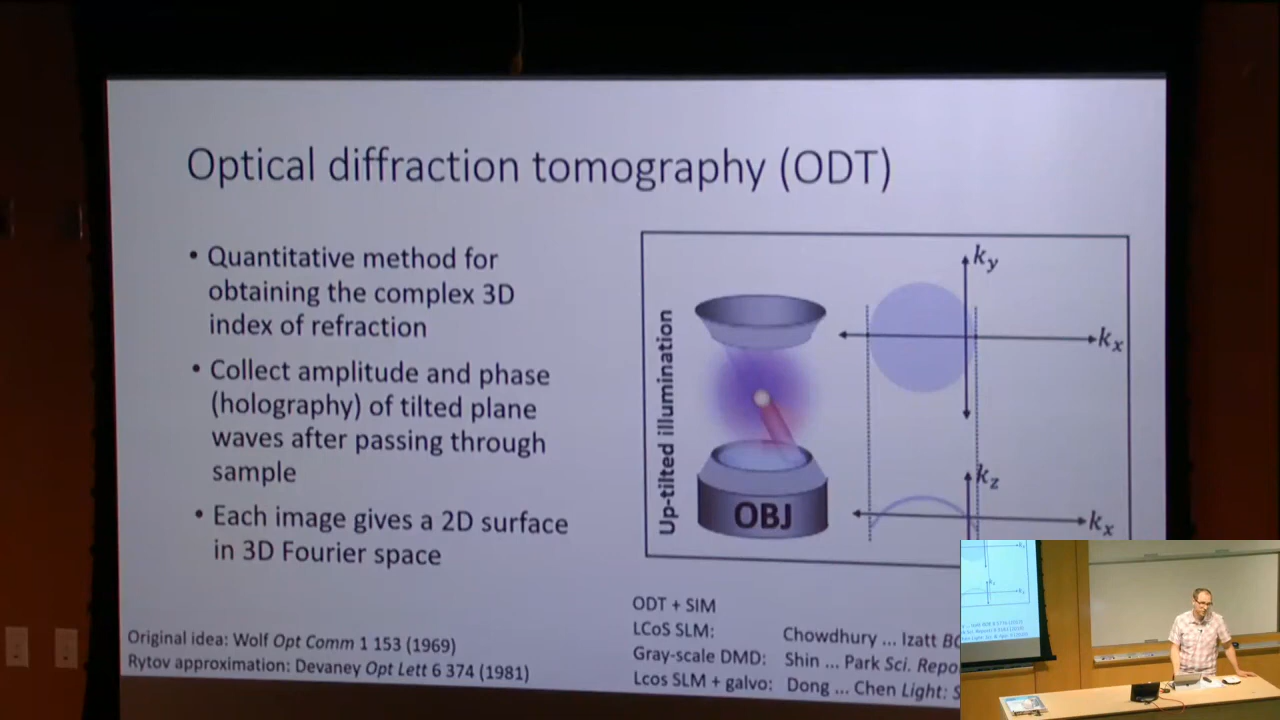 Optical diffraction tomography (ODT)
• Quantitative method for
obtaining the complex 3D
index of refraction
• Collect amplitude and phase
(holography) of tilted plane
waves after passing through
sample
• Each image gives a 2D surface
in 3D Fourier space
Up-tilted illumination
OBJ
ky
kx
kz
kx
Original idea: Wolf Opt Comm 1 153 (1969)
Rytov approximation: Devaney Opt Lett 6 374 (1981)
ODT + SIM
LCoS SLM: Chowdhury ... Izatt
Gray-scale DMD: Shin ... Park Sci. Repo
Lcos SLM + galvo: Dong ... Chen Light: S